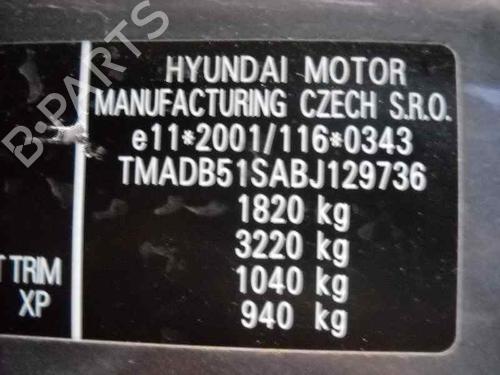 HYUNDAI MOTOR
MANUFACTURING CZECH S.R.O.
e11*2001/116*0343
TMADB51SABJ129736
1820 kg
3220 kg
1040 kg
940 kg
T TRIM
XP
B-PARTS